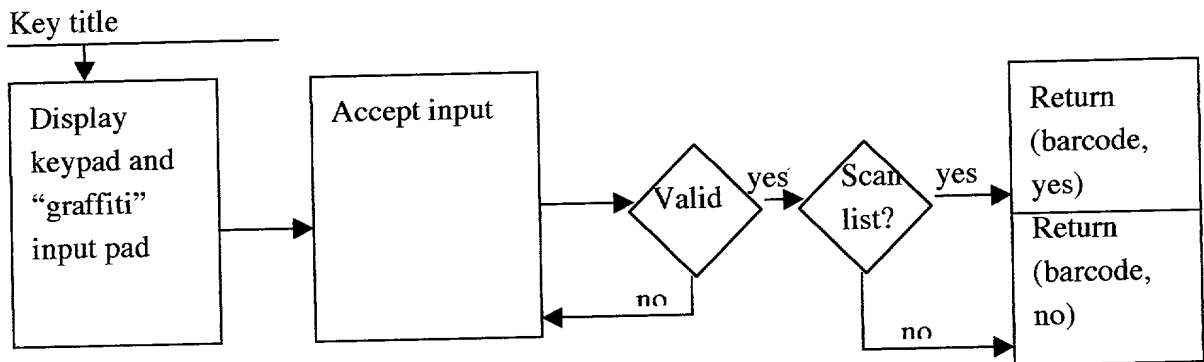 Key title
Display
keypad and
“graffiti”
input pad
Accept input
Valid
yes
no
Scan
list?
yes
no
Return
(barcode,
yes)
Return
(barcode,
no)